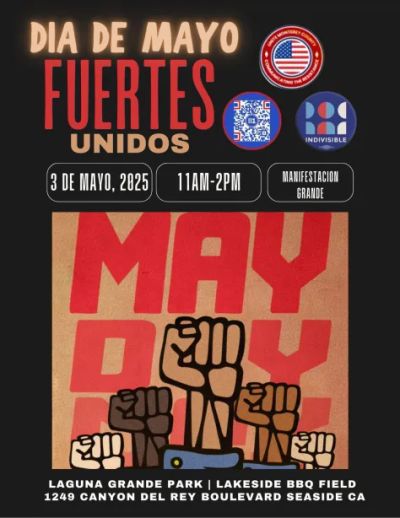 DIA DE MAYO
FUERTES
UNIDOS
INDIVISIBLE
3 DE MAYO, 2025
11AM-2PM
MANIFESTACION
GRANDE
MAY
DAY
LAGUNA GRANDE PARK | LAKESIDE BBQ FIELD
1249 CANYON DEL REY BOULEVARD SEASIDE CA